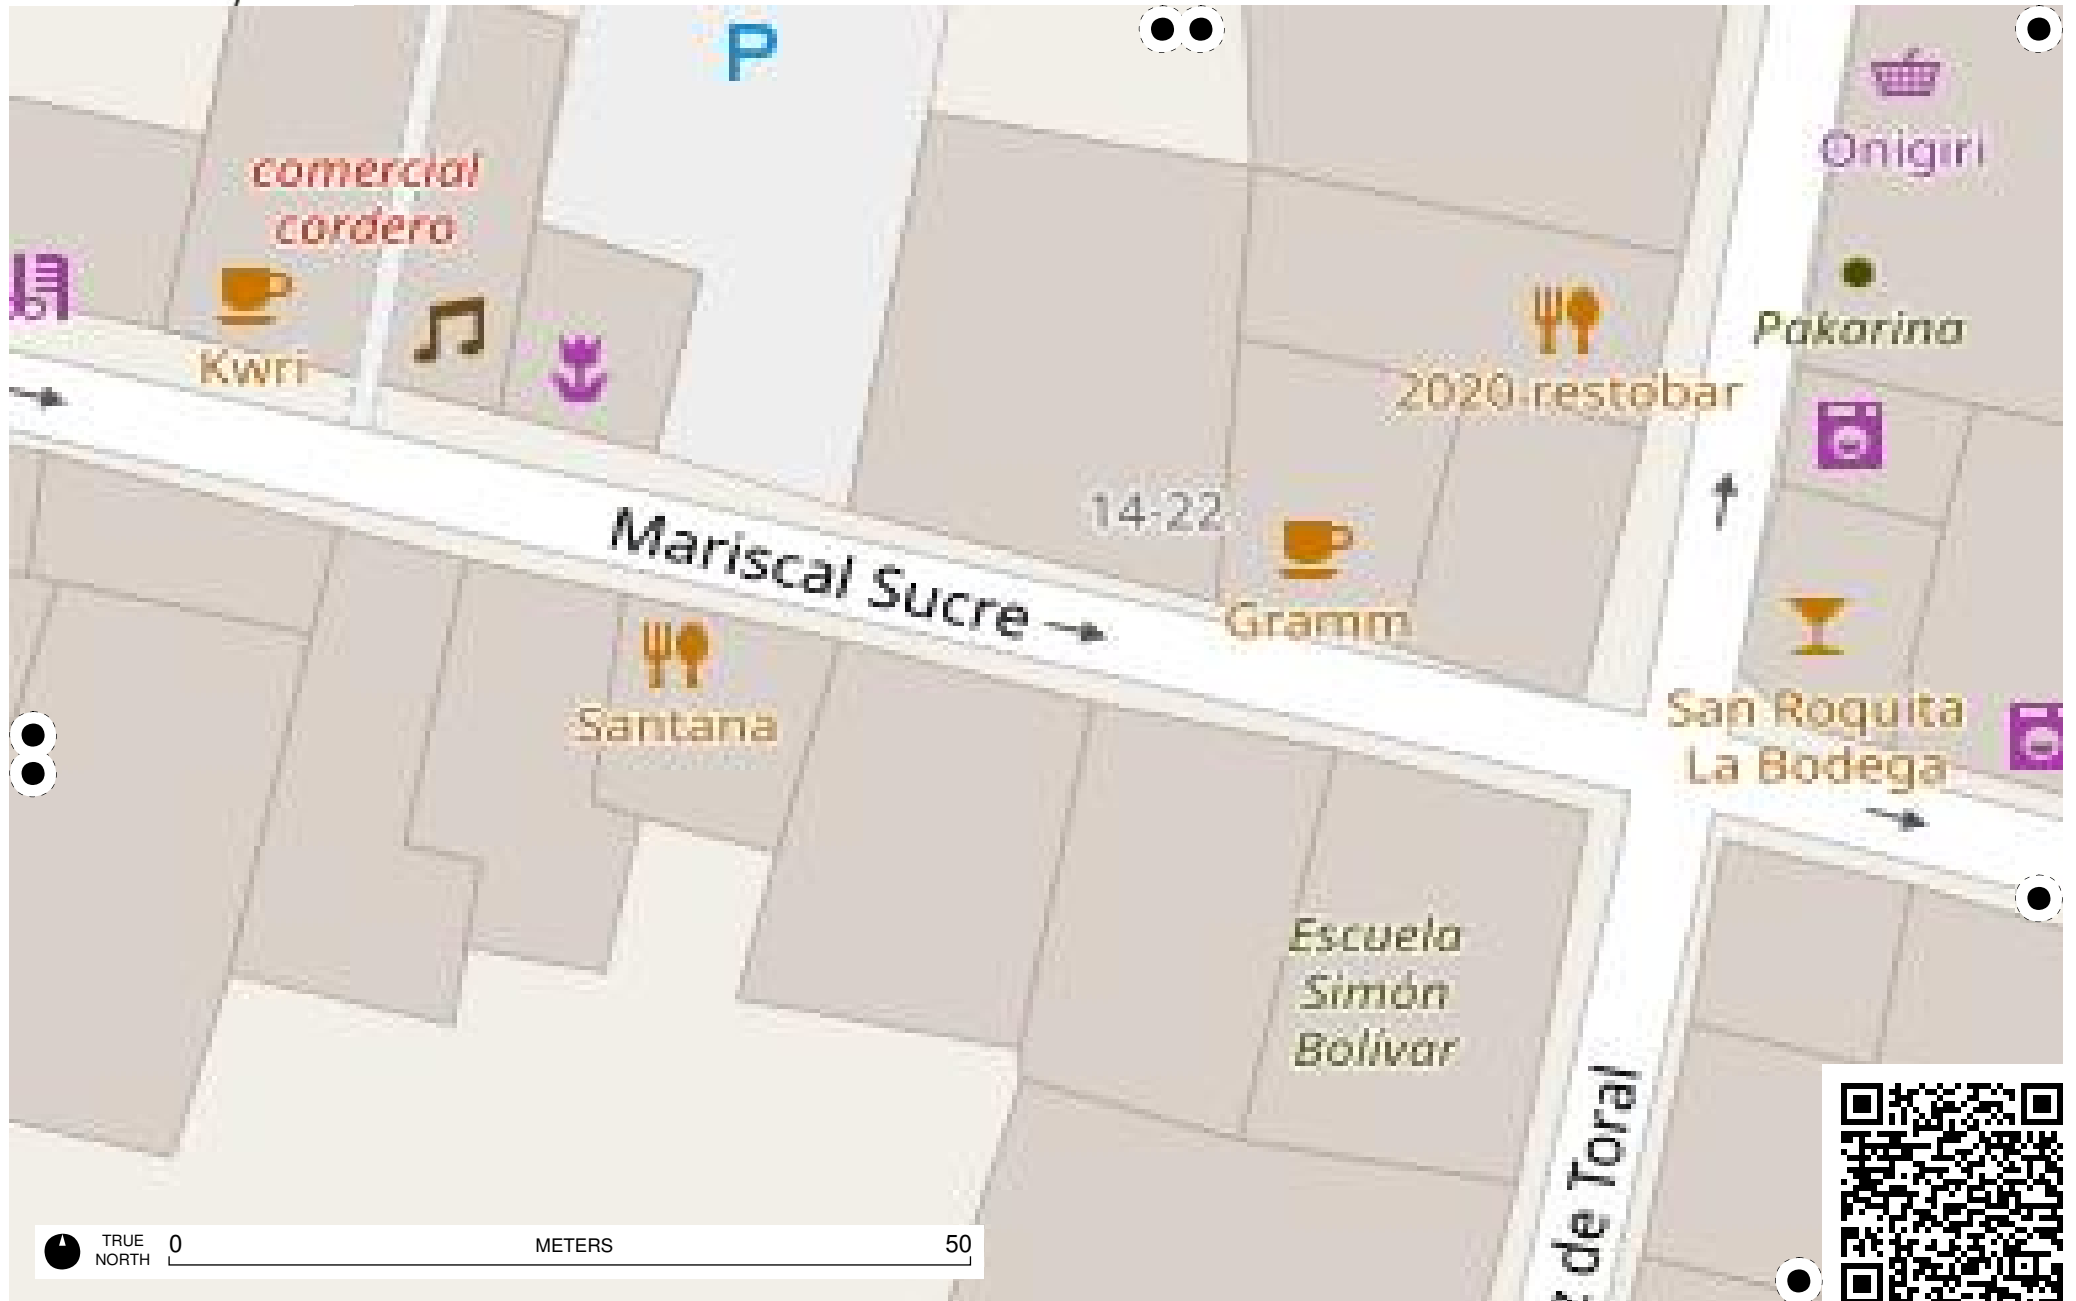 P
Onigiri
comercial
cordero
Pakarina
Kwri
2020 restobar
14-22
Mariscal Sucre
Gramm
Santana
San Roquita
La Bodega
Escuela
Simón
Bolívar
de Toral
TRUE
NORTH
0
METERS
50